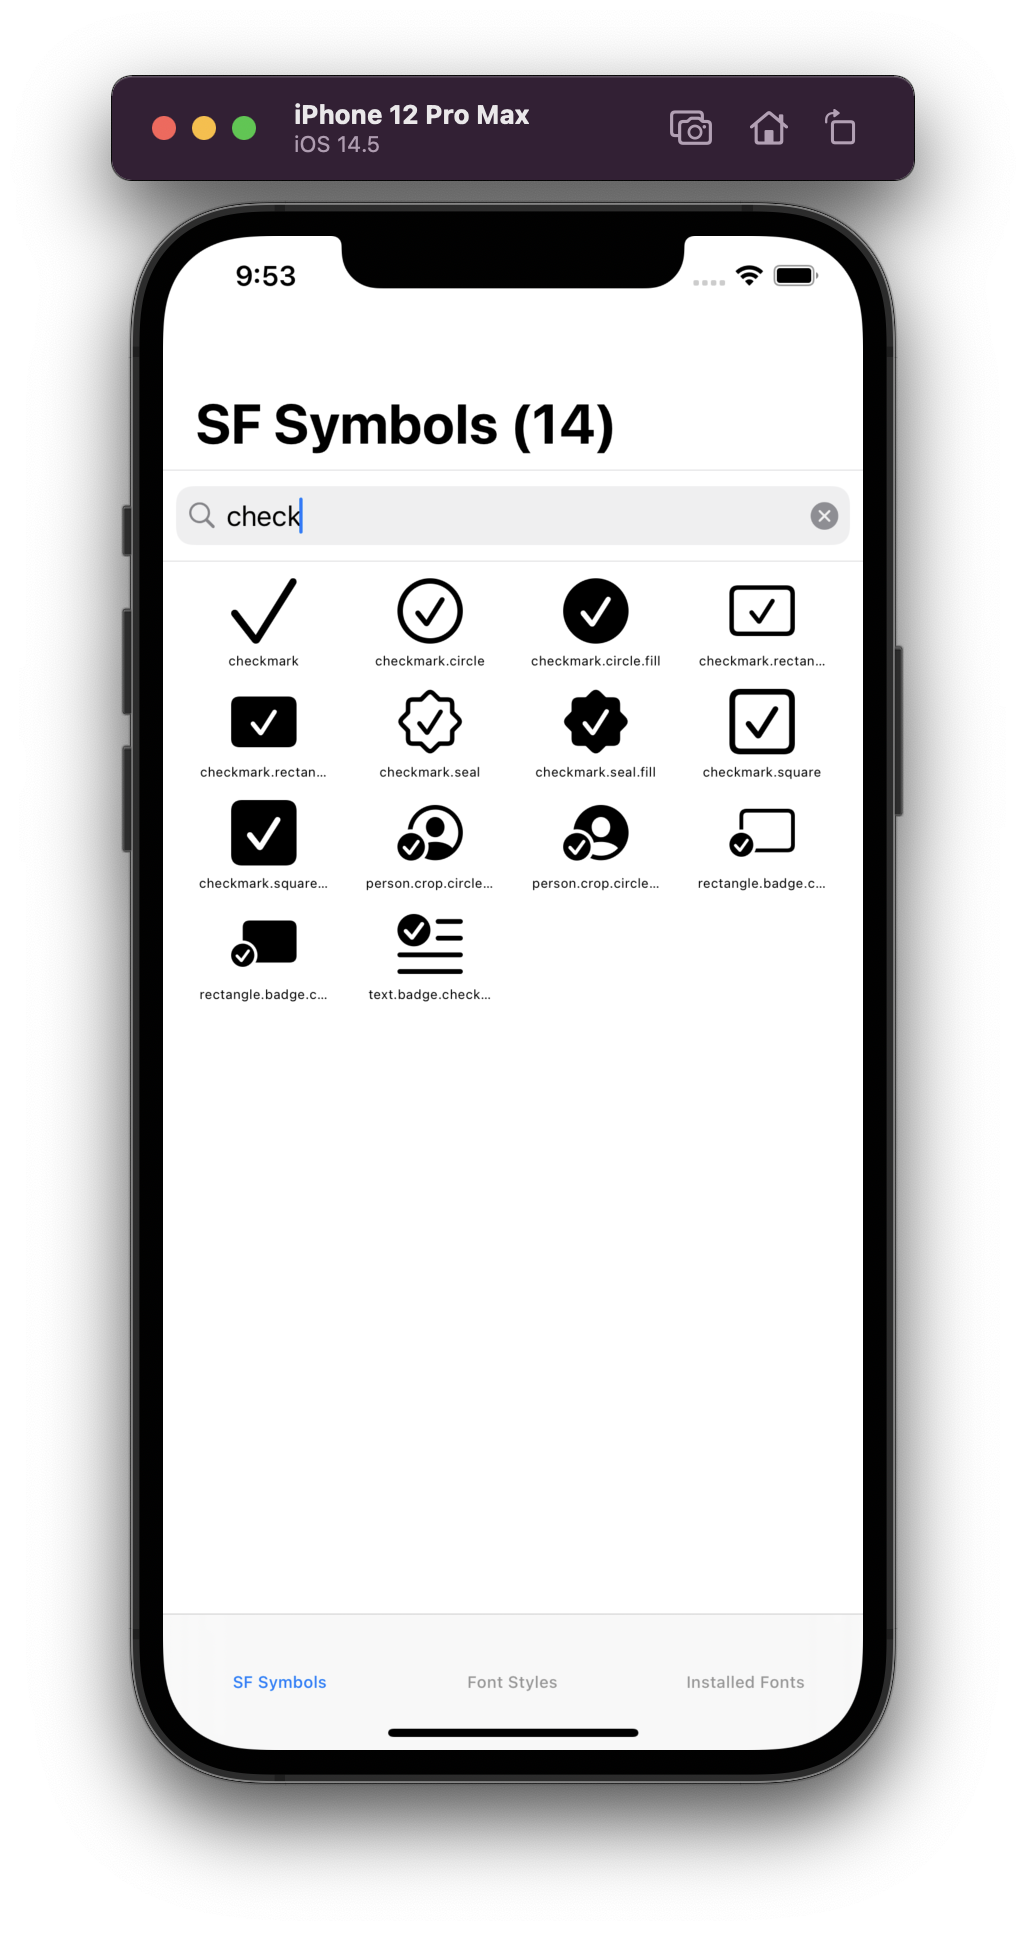 iPhone 12 Pro Max
iOS 14.5
9:53
SF Symbols (14)
check
checkmark
checkmark.circle
checkmark.circle.fill
checkmark.rectan...
checkmark.rectan...
checkmark.seal
checkmark.seal.fill
checkmark.square
checkmark.square...
person.crop.circle...
person.crop.circle...
rectangle.badge.c...
rectangle.badge.c...
text.badge.check...
SF Symbols
Font Styles
Installed Fonts